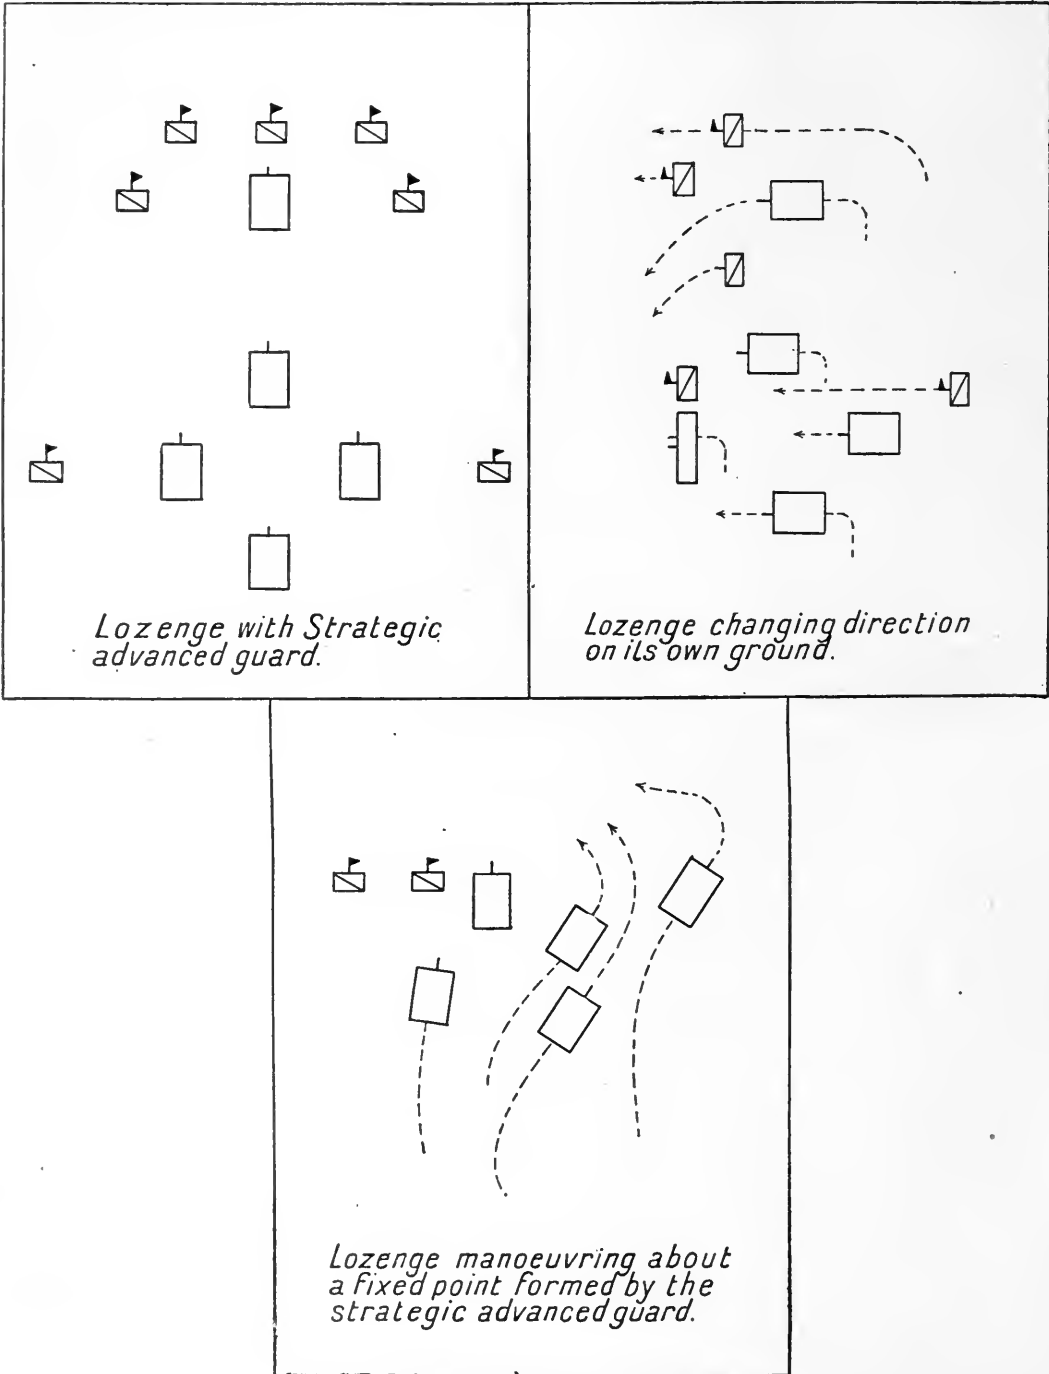 Lozenge with Strategic
advanced guard.
Lozenge changing direction
on its own ground.
Lozenge manoeuvring about
a fixed point formed by the
strategic advanced guard.